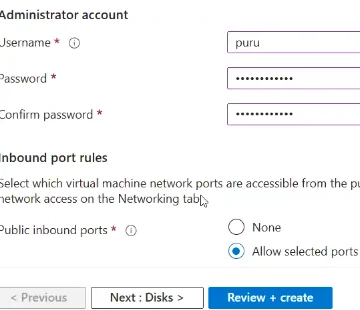 Administrator account
Username * ⓘ
puru
Password *
••••••••••••
Confirm password *
••••••••••••
Inbound port rules
Select which virtual machine network ports are accessible from the
network access on the Networking tab.
Public inbound ports * ⓘ
None
Allow selected ports
< Previous
Next : Disks >
Review + create